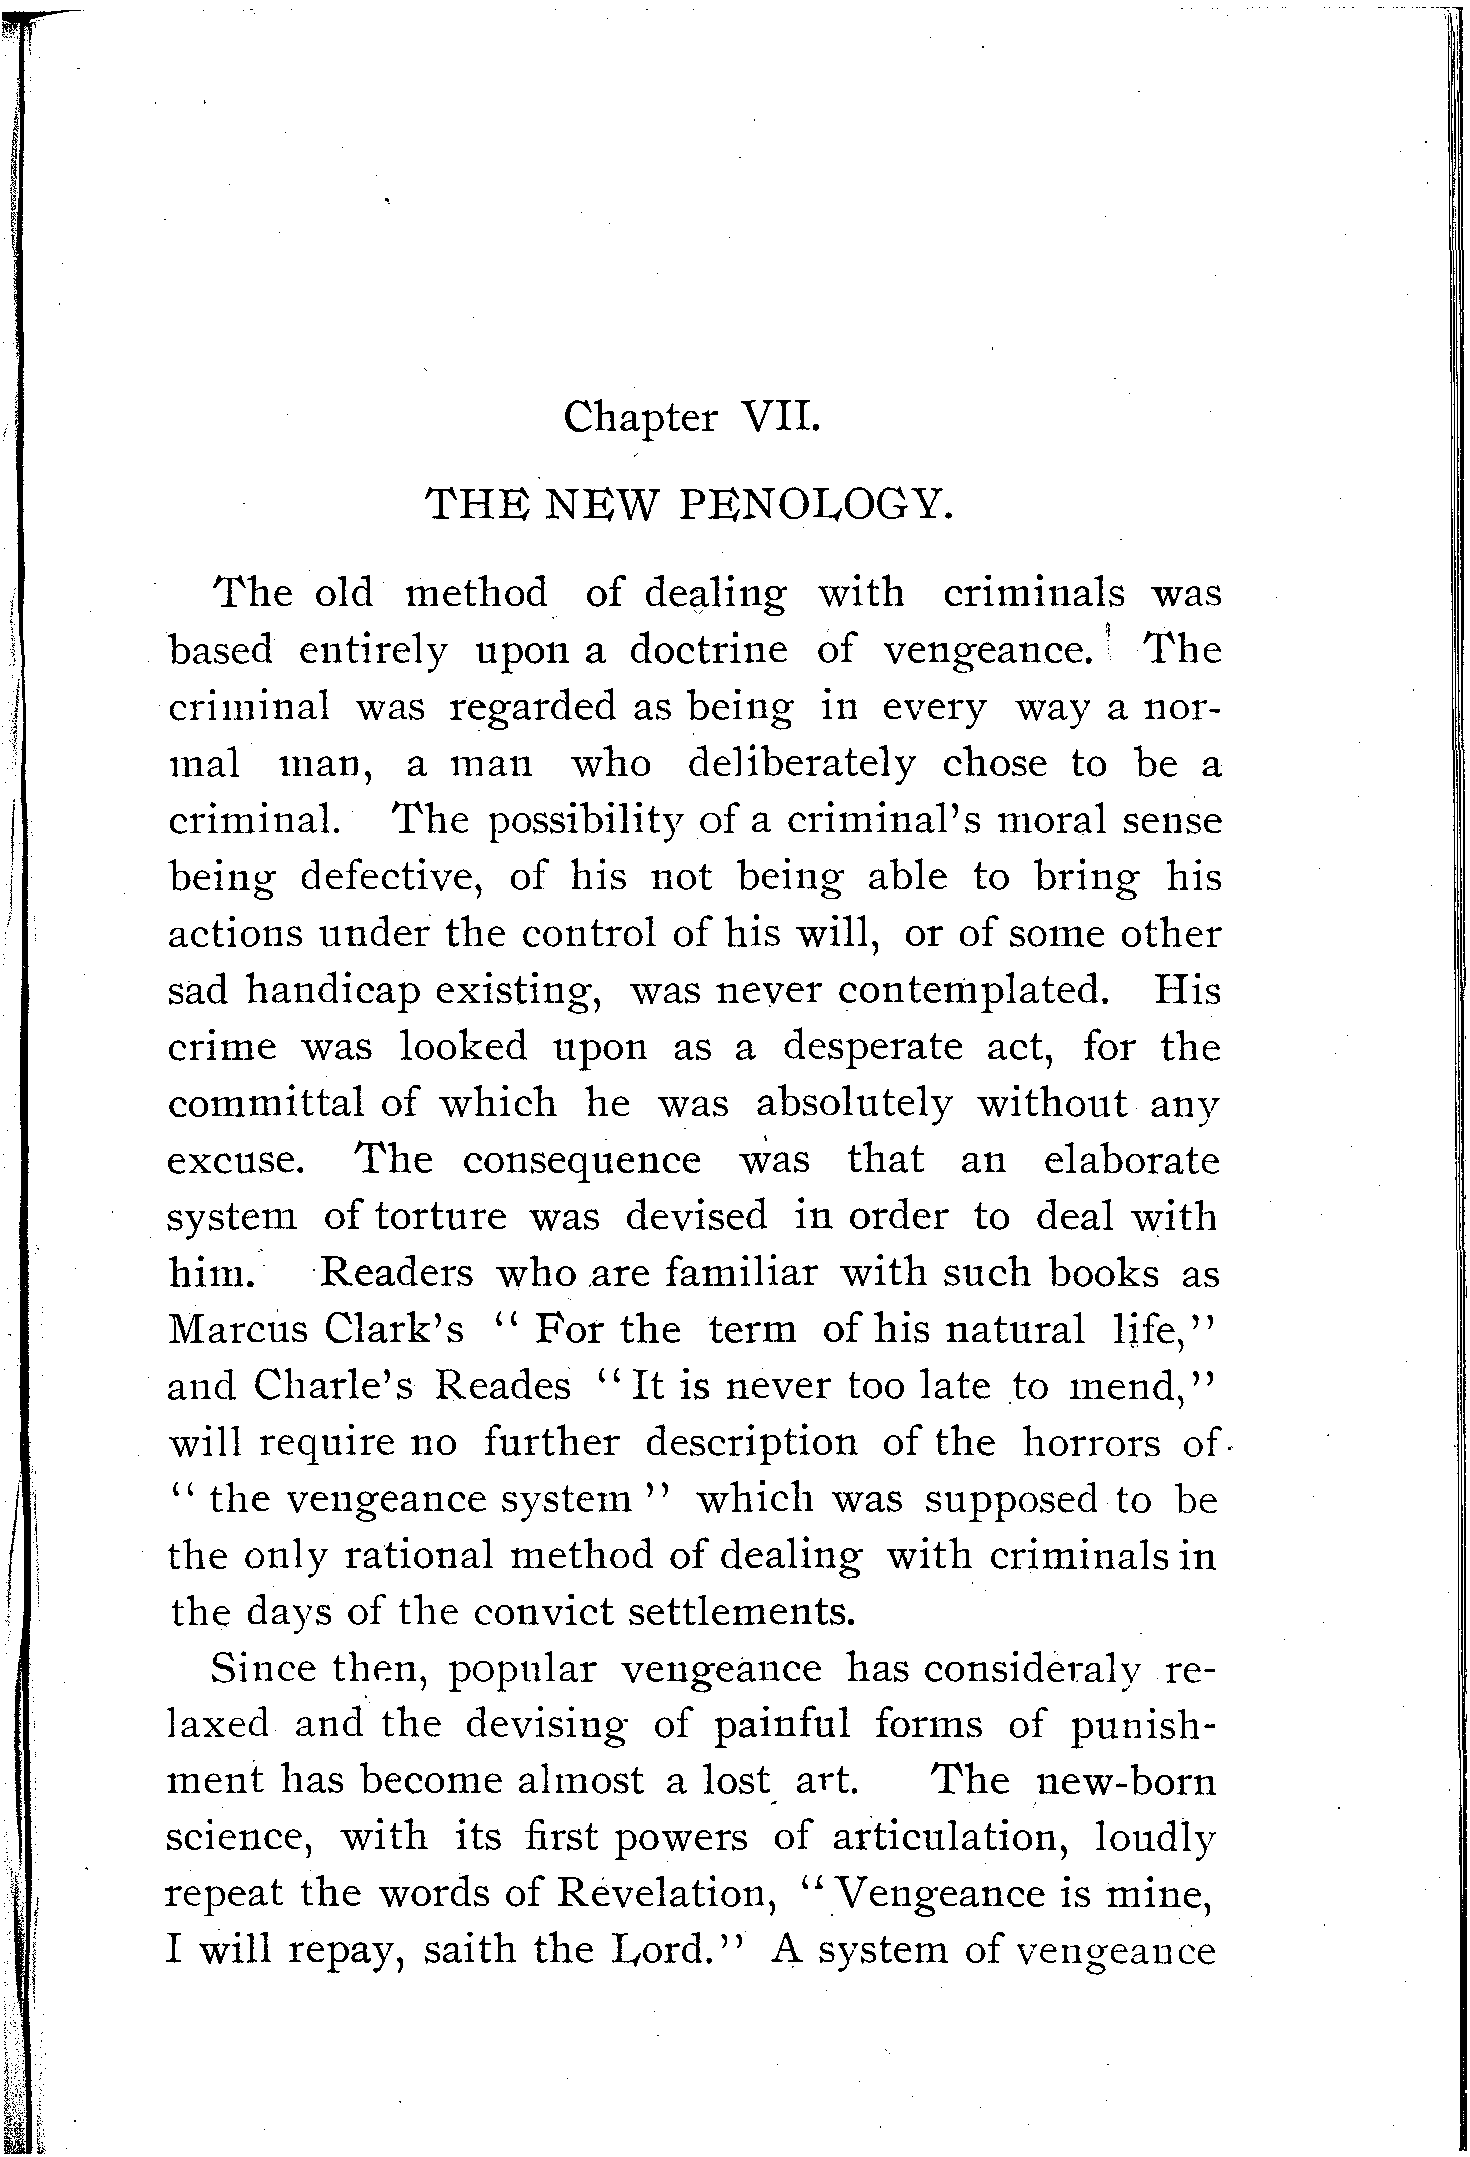 Chapter VII.
THE NEW PENOLOGY.
The old method of dealing with criminals was
based entirely upon a doctrine of vengeance. The
criminal was regarded as being in every way a nor-
mal man, a man who deliberately chose to be a
criminal. The possibility of a criminal's moral sense
being defective, of his not being able to bring his
actions under the control of his will, or of some other
sad handicap existing, was never contemplated. His
crime was looked upon as a desperate act, for the
committal of which he was absolutely without any
excuse. The consequence was that an elaborate
system of torture was devised in order to deal with
him. Readers who are familiar with such books as
Marcus Clark's " For the term of his natural life,"
and Charle's Reades " It is never too late to mend,"
will require no further description of the horrors of
" the vengeance system " which was supposed to be
the only rational method of dealing with criminals in
the days of the convict settlements.
Since then, popular vengeance has consideraly re-
laxed and the devising of painful forms of punish-
ment has become almost a lost art. The new-born
science, with its first powers of articulation, loudly
repeat the words of Revelation, " Vengeance is mine,
I will repay, saith the Lord." A system of vengeance